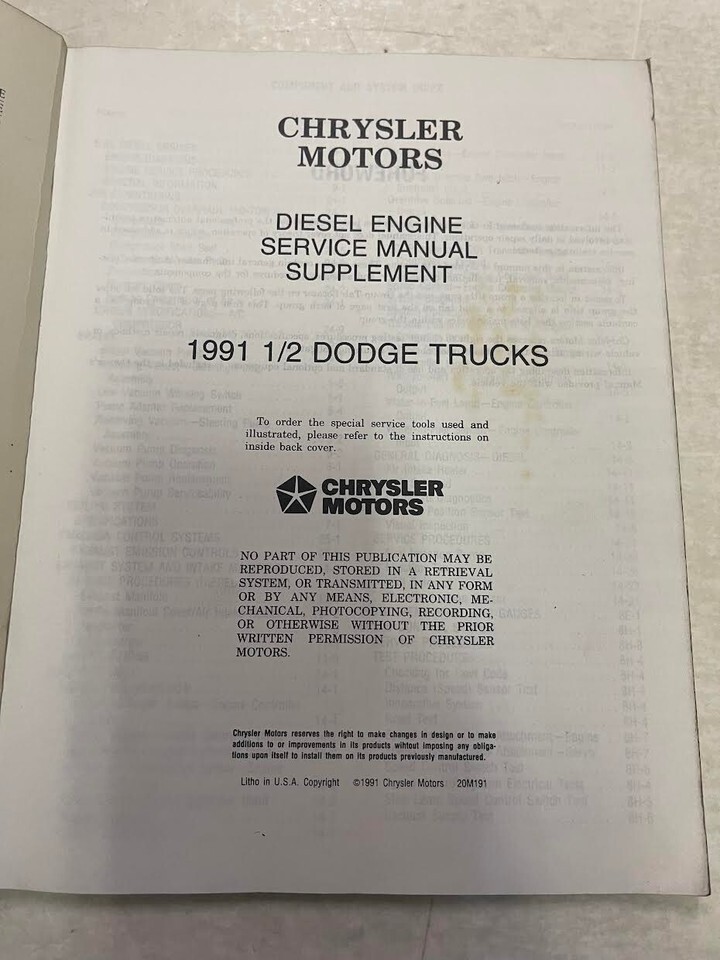 CHRYSLER
MOTORS
DIESEL ENGINE
SERVICE MANUAL
SUPPLEMENT
1991 1/2 DODGE TRUCKS
To order the special service tools used and
illustrated, please refer to the instructions on
inside back cover.
CHRYSLER
MOTORS
NO PART OF THIS PUBLICATION MAY BE
REPRODUCED, STORED IN A RETRIEVAL
SYSTEM, OR TRANSMITTED, IN ANY FORM
OR BY ANY MEANS, ELECTRONIC, ME-
CHANICAL, PHOTOCOPYING, RECORDING,
OR OTHERWISE WITHOUT THE PRIOR
WRITTEN PERMISSION OF CHRYSLER
MOTORS.
Chrysler Motors reserves the right to make changes in design or to make
additions to or improvements in its products without imposing any obliga-
tions upon itself to install them on its products previously manufactured.
Litho in U.S.A. Copyright ©1991 Chrysler Motors 20M191